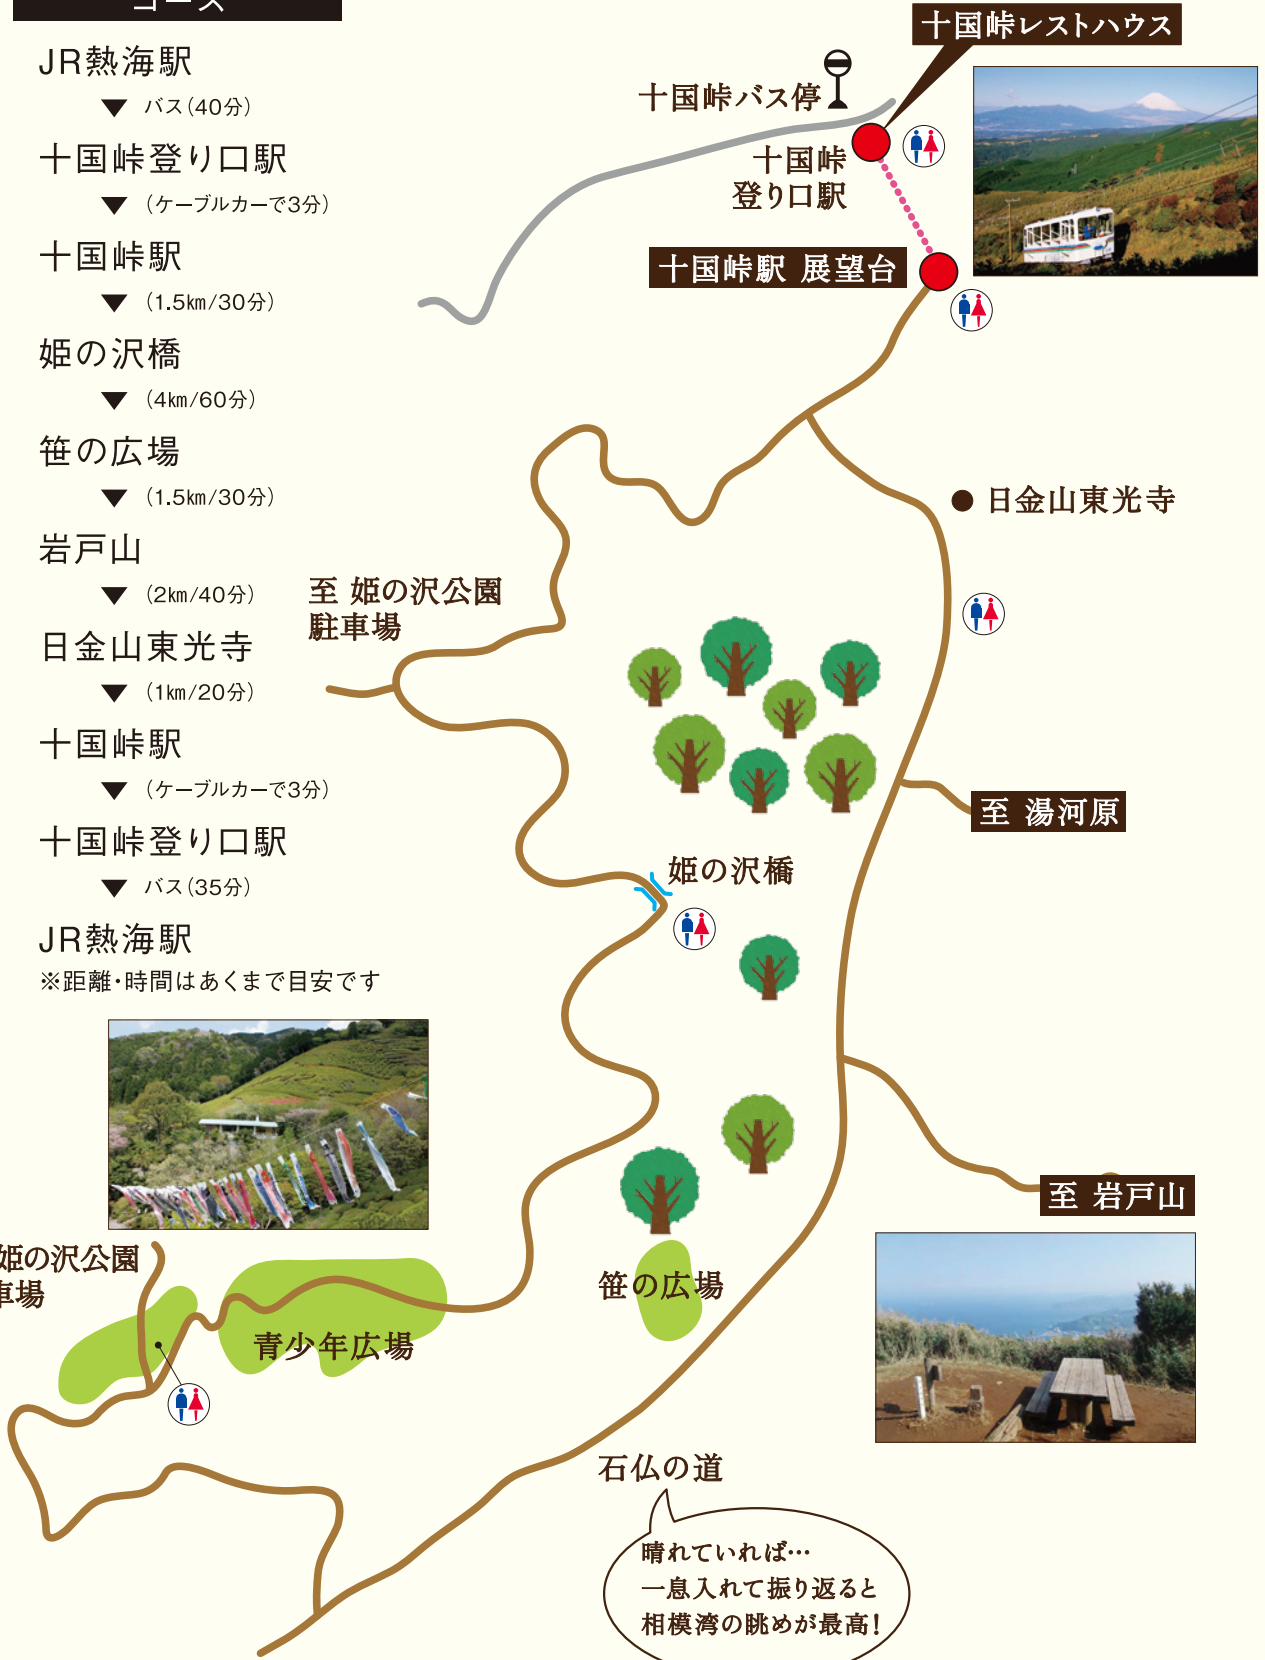 コース
JR熱海駅
▼ バス(40分)
十国峠登り口駅
▼ (ケーブルカーで3分)
十国峠駅
▼ (1.5㎞/30分)
姫の沢橋
▼ (4㎞/60分)
笹の広場
▼ (1.5㎞/30分)
岩戸山
▼ (2㎞/40分)
日金山東光寺
▼ (1㎞/20分)
十国峠駅
▼ (ケーブルカーで3分)
十国峠登り口駅
▼ バス(35分)
JR熱海駅
※距離・時間はあくまで目安です
十国峠レストハウス
十国峠バス停
十国峠
登り口駅
十国峠駅 展望台
日金山東光寺
至 姫の沢公園
駐車場
至 湯河原
姫の沢橋
至 岩戸山
姫の沢公園
車場
青少年広場
笹の広場
石仏の道
晴れていれば…
一息入れて振り返ると
相模湾の眺めが最高!